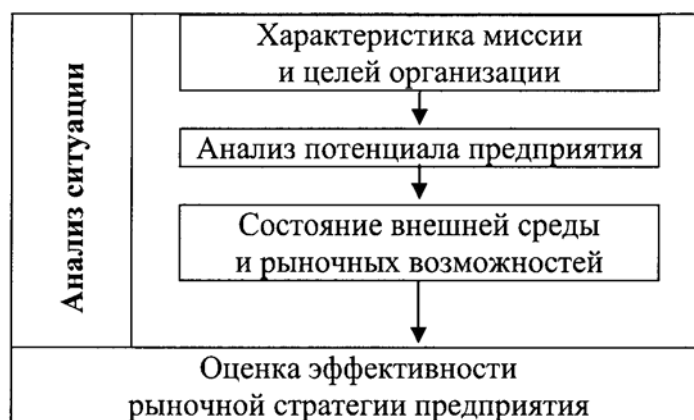 Анализ ситуации
Характеристика миссии
и целей организации
Анализ потенциала предприятия
Состояние внешней среды
и рыночных возможностей
Оценка эффективности
рыночной стратегии предприятия